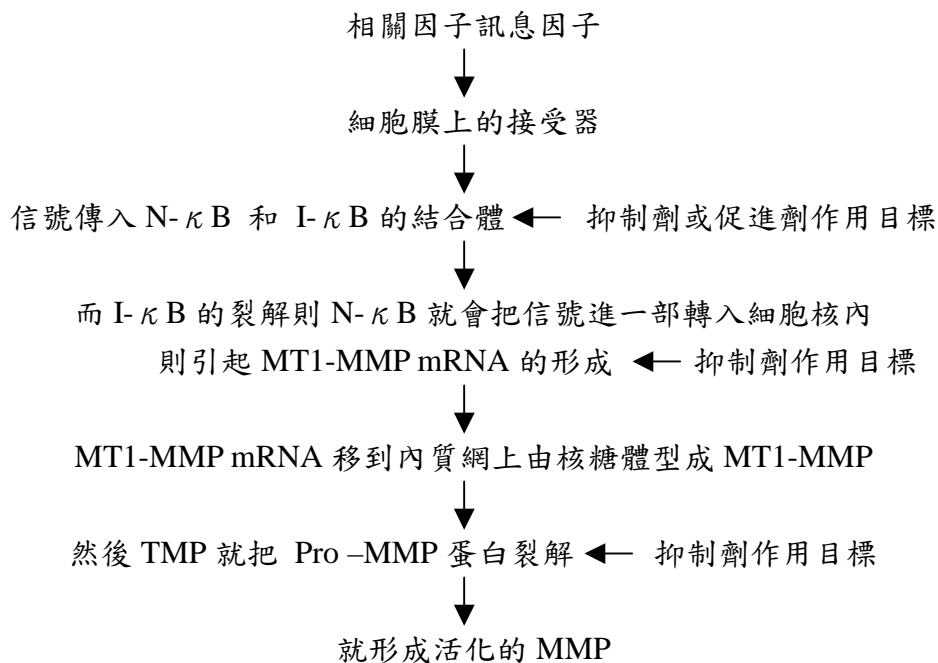 相關因子訊息因子
細胞膜上的接受器
信號傳入 N-κB 和 I-κB 的結合體 抑制劑或促進劑作用目標
而 I-κB 的裂解則 N-κB 就會把信號進一部轉入細胞核內
則引起 MT1-MMP mRNA 的形成 抑制劑作用目標
MT1-MMP mRNA 移到內質網上由核糖體型成 MT1-MMP
然後 TMP 就把 Pro –MMP 蛋白裂解 抑制劑作用目標
就形成活化的 MMP